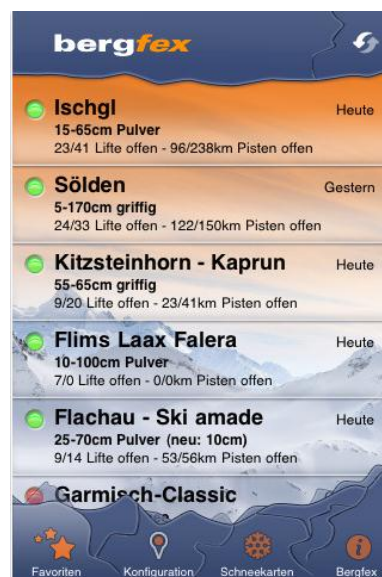 bergfex
Ischgl
Heute
15-65cm Pulver
23/41 Lifte offen - 96/238km Pisten offen
Sölden
Gestern
5-170cm griffig
24/33 Lifte offen - 122/150km Pisten offen
Kitzsteinhorn - Kaprun
Heute
55-65cm griffig
9/20 Lifte offen - 23/41km Pisten offen
Flims Laax Falera
Heute
10-100cm Pulver
7/0 Lifte offen - 0/0km Pisten offen
Flachau - Ski amade
Heute
25-70cm Pulver (neu: 10cm)
9/14 Lifte offen - 53/56km Pisten offen
Garmisch-Classic
Favoriten Konfiguration Schneekarten Bergfex